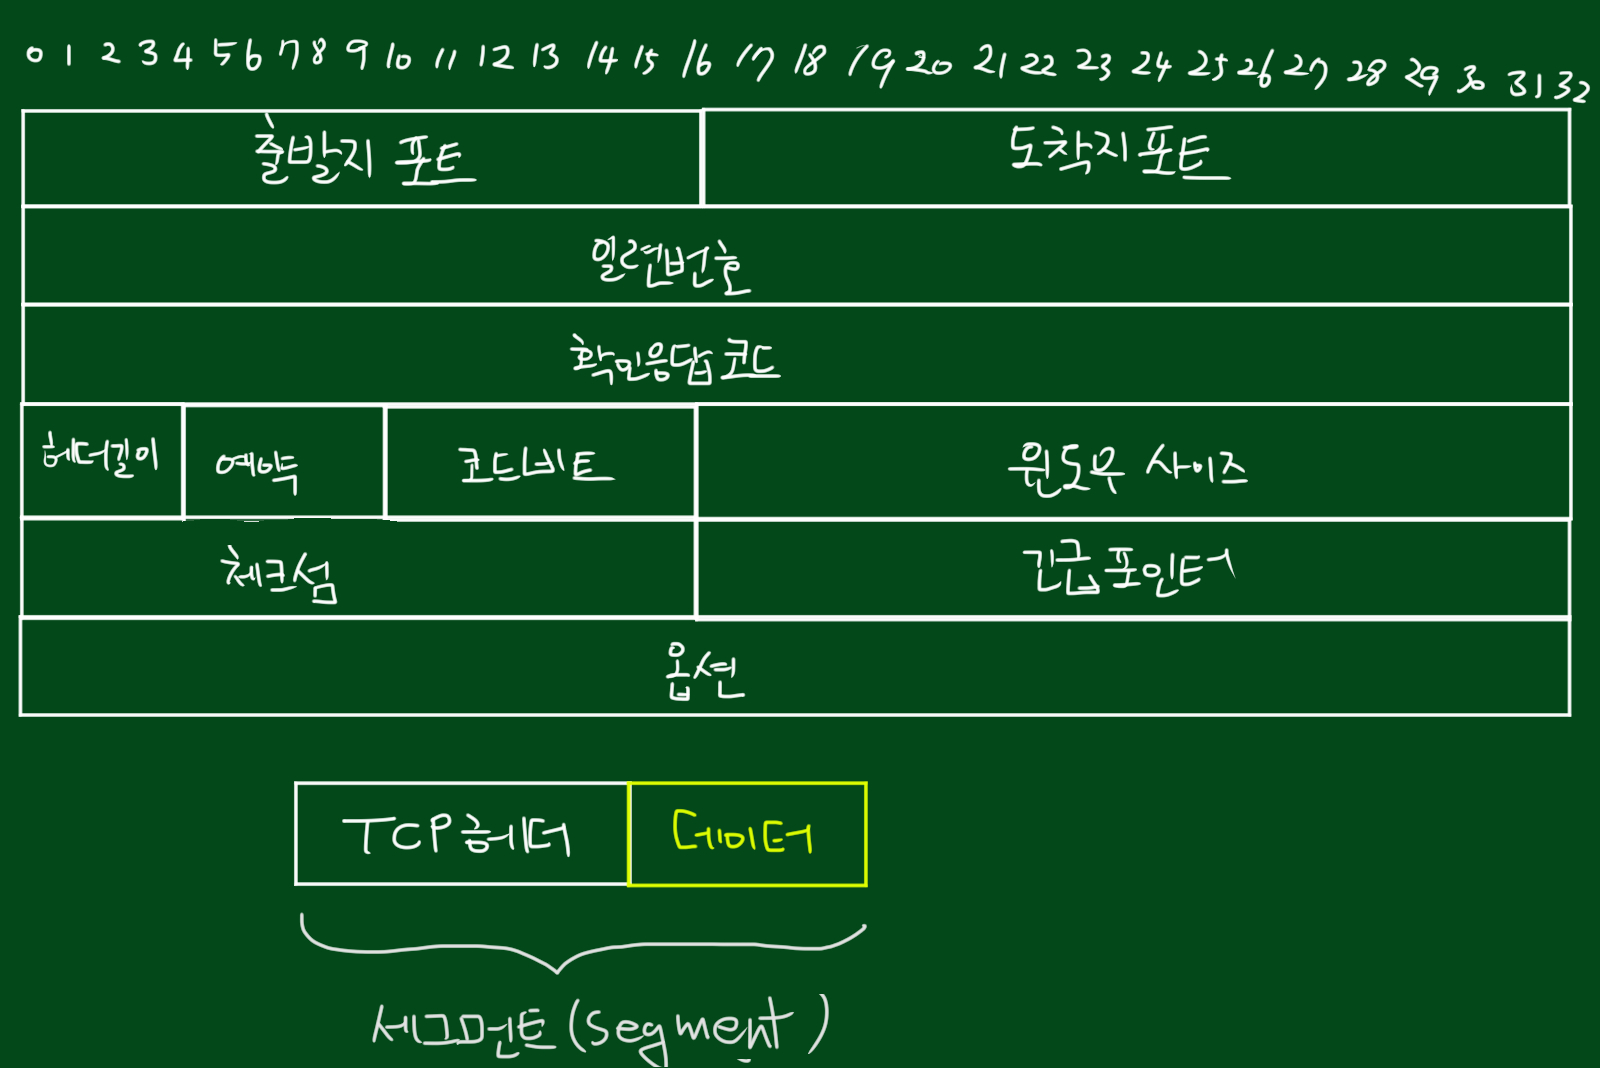 0 1 2 3 4 5 6 7 8 9 10 11 12 13 14 15 16 17 18 19 20 21 22 23 24 25 26 27 28 29 30 31 32
출발지 포트 도착지 포트
일련번호
확인응답 코드
헤더길이 예약 코드비트 윈도우 사이즈
체크섬 긴급 포인터
옵션
TCP 헤더 데이터
세그먼트 (segment)